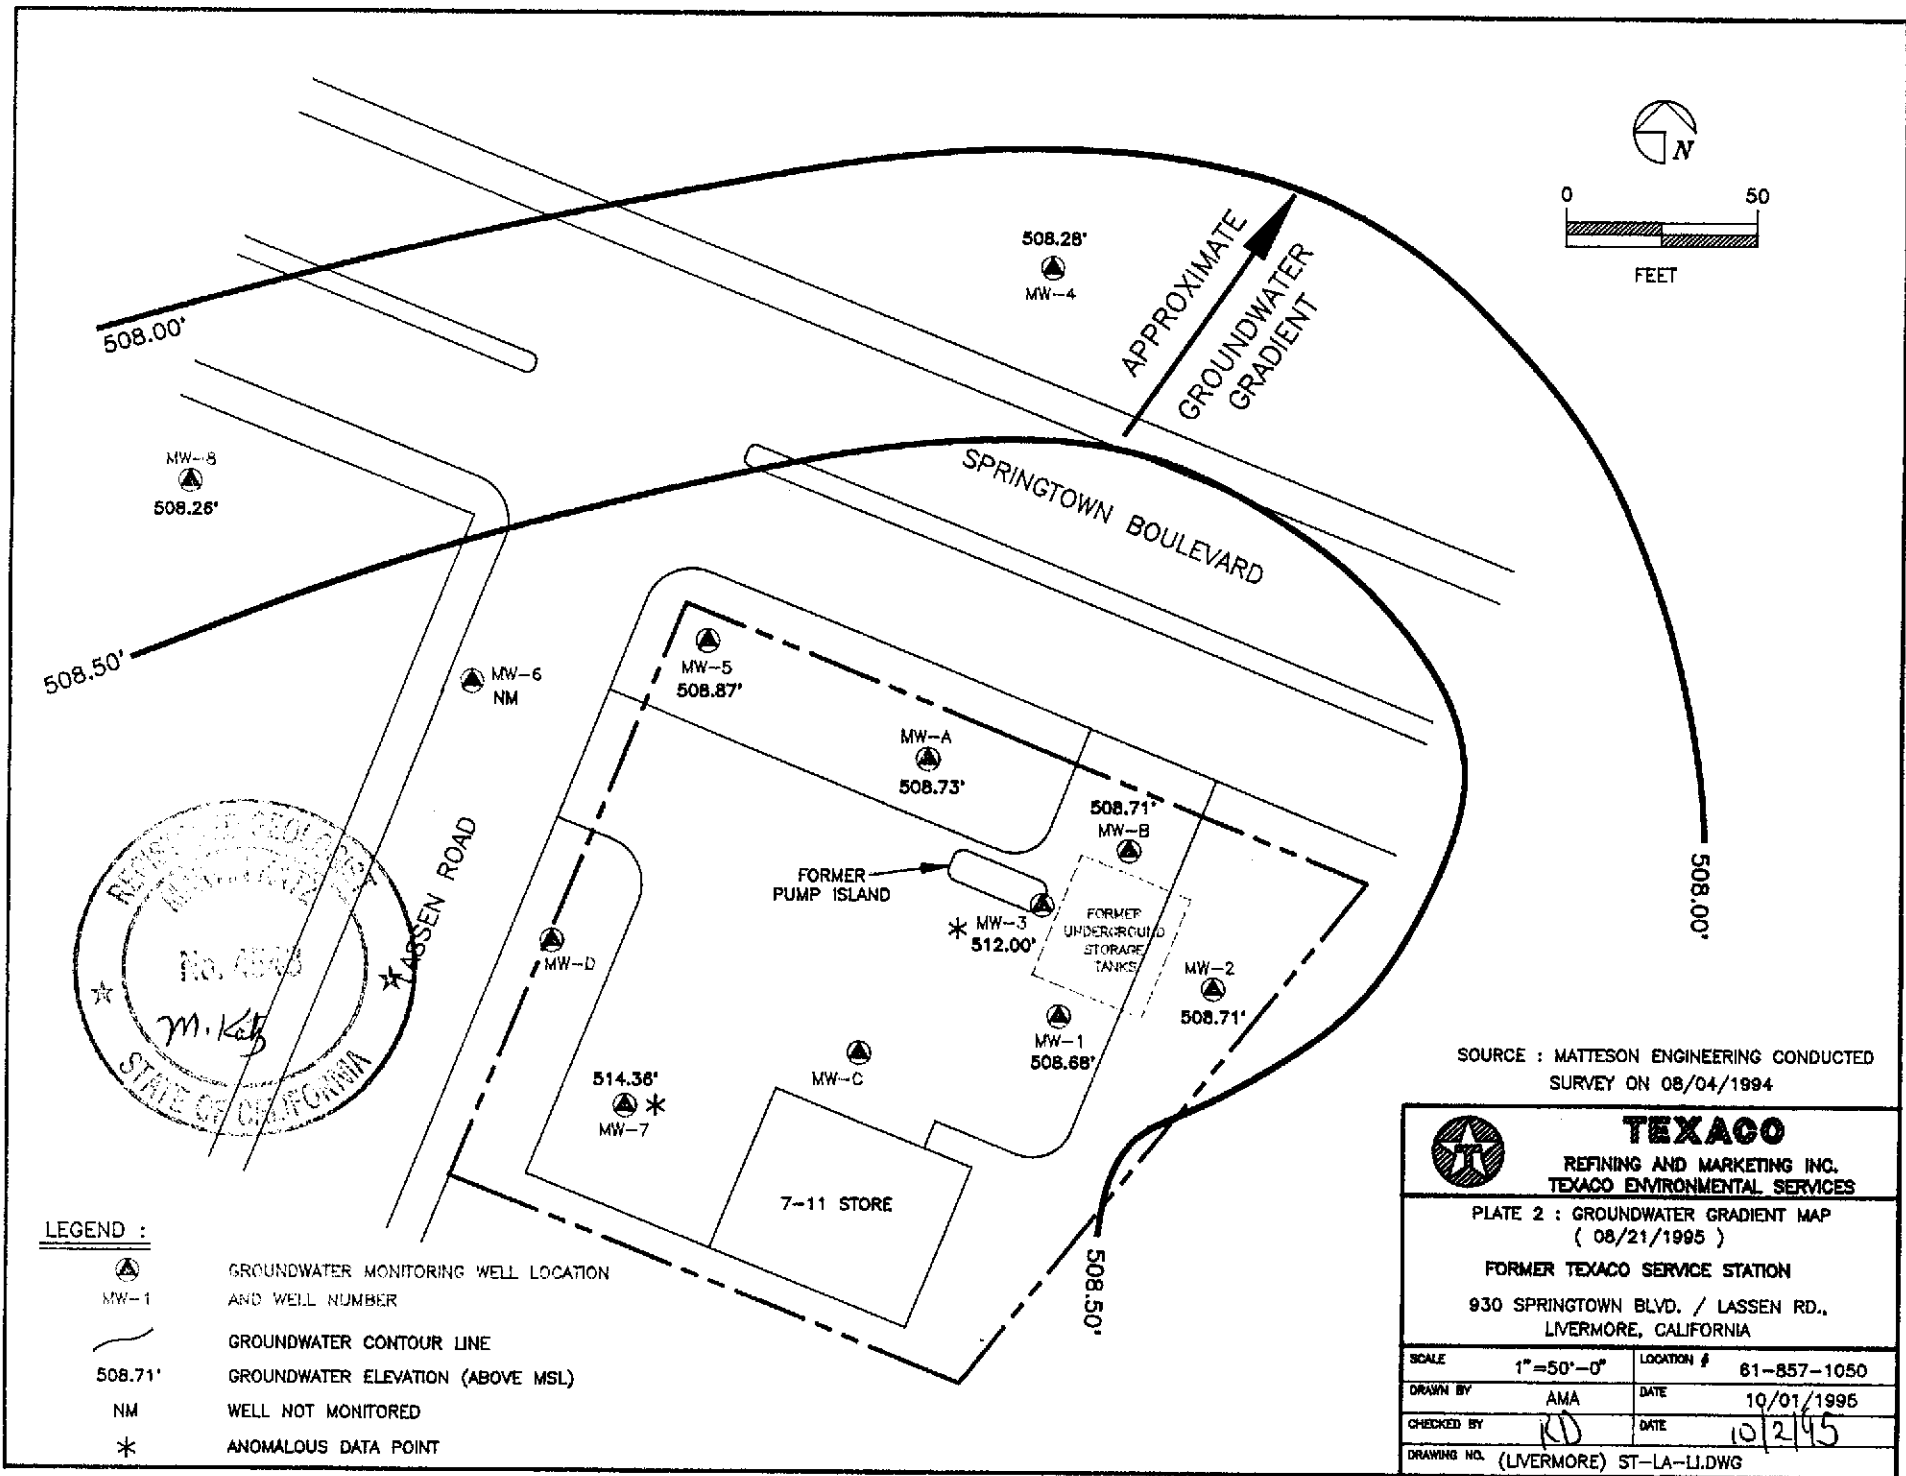 N
0 50
FEET
508.28'
MW-4
APPROXIMATE
GROUNDWATER
GRADIENT
508.00'
MW-8
508.26'
SPRINGTOWN BOULEVARD
508.50'
MW-6
NM
MW-5
508.87'
MW-A
508.73'
508.71'
MW-B
FORMER
PUMP ISLAND
MW-3
512.00'
FORMER
UNDERGROUND
STORAGE
TANKS
MW-2
508.71'
MW-1
508.68'
MW-D
MW-C
514.36'
MW-7
7-11 STORE
LASSEN ROAD
508.00'
508.50'
REGISTERED GEOLOGIST
No. 4543
M. Katz
STATE OF CALIFORNIA
SOURCE : MATTESON ENGINEERING CONDUCTED
SURVEY ON 08/04/1994
LEGEND :
GROUNDWATER MONITORING WELL LOCATION
MW-1 AND WELL NUMBER
GROUNDWATER CONTOUR LINE
508.71' GROUNDWATER ELEVATION (ABOVE MSL)
NM WELL NOT MONITORED
* ANOMALOUS DATA POINT
T
TEXACO
REFINING AND MARKETING INC.
TEXACO ENVIRONMENTAL SERVICES
PLATE 2 : GROUNDWATER GRADIENT MAP
( 08/21/1995 )
FORMER TEXACO SERVICE STATION
930 SPRINGTOWN BLVD. / LASSEN RD.,
LIVERMORE, CALIFORNIA
SCALE 1"=50'-0" LOCATION # 61-857-1050
DRAWN BY AMA DATE 10/01/1995
CHECKED BY RD DATE 10/2/95
DRAWING NO. (LIVERMORE) ST-LA-LI.DWG